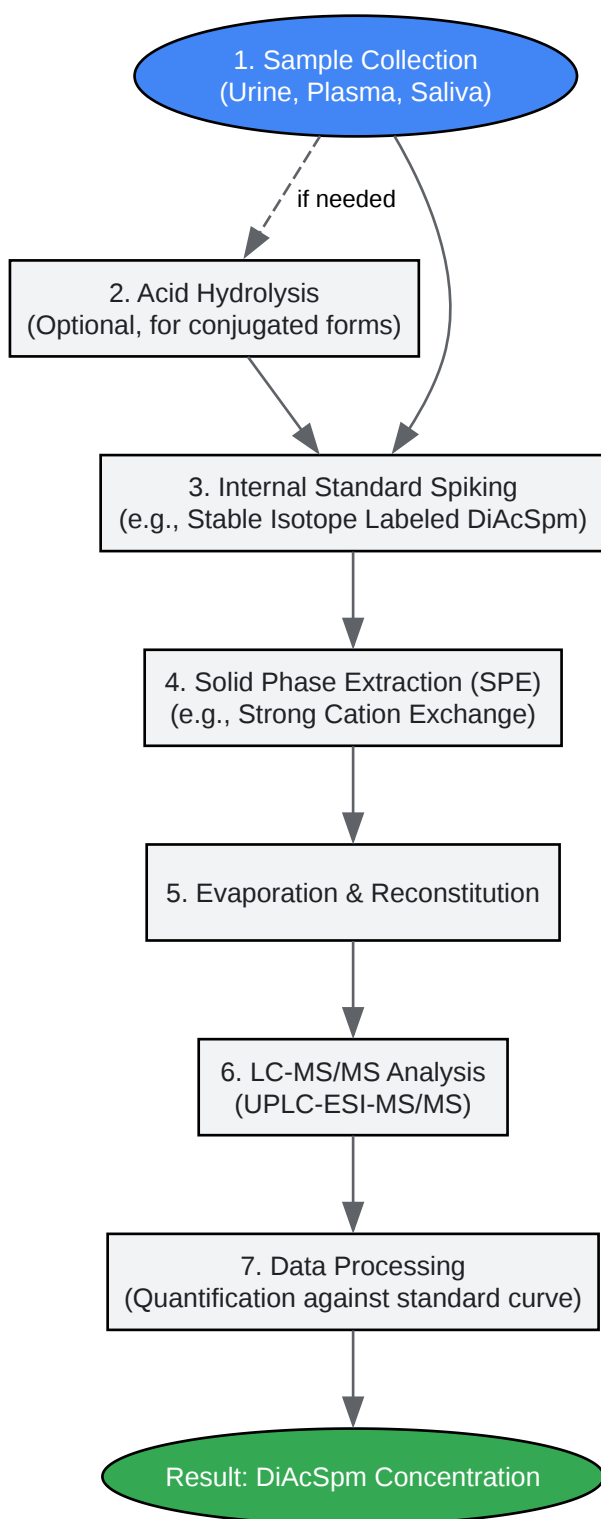 1. Sample Collection
(Urine, Plasma, Saliva)
if needed
2. Acid Hydrolysis
(Optional, for conjugated forms)
3. Internal Standard Spiking
(e.g., Stable Isotope Labeled DiAcSpm)
4. Solid Phase Extraction (SPE)
(e.g., Strong Cation Exchange)
5. Evaporation & Reconstitution
6. LC-MS/MS Analysis
(UPLC-ESI-MS/MS)
7. Data Processing
(Quantification against standard curve)
Result: DiAcSpm Concentration